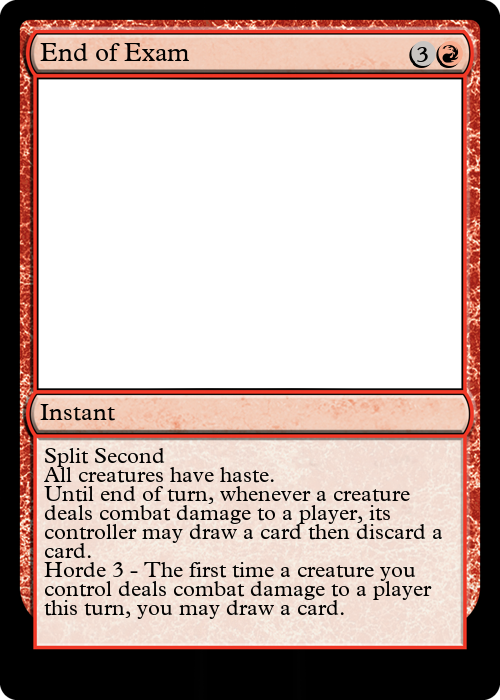 End of Exam 3
Instant
Split Second
All creatures have haste.
Until end of turn, whenever a creature
deals combat damage to a player, its
controller may draw a card then discard a
card.
Horde 3 - The first time a creature you
control deals combat damage to a player
this turn, you may draw a card.